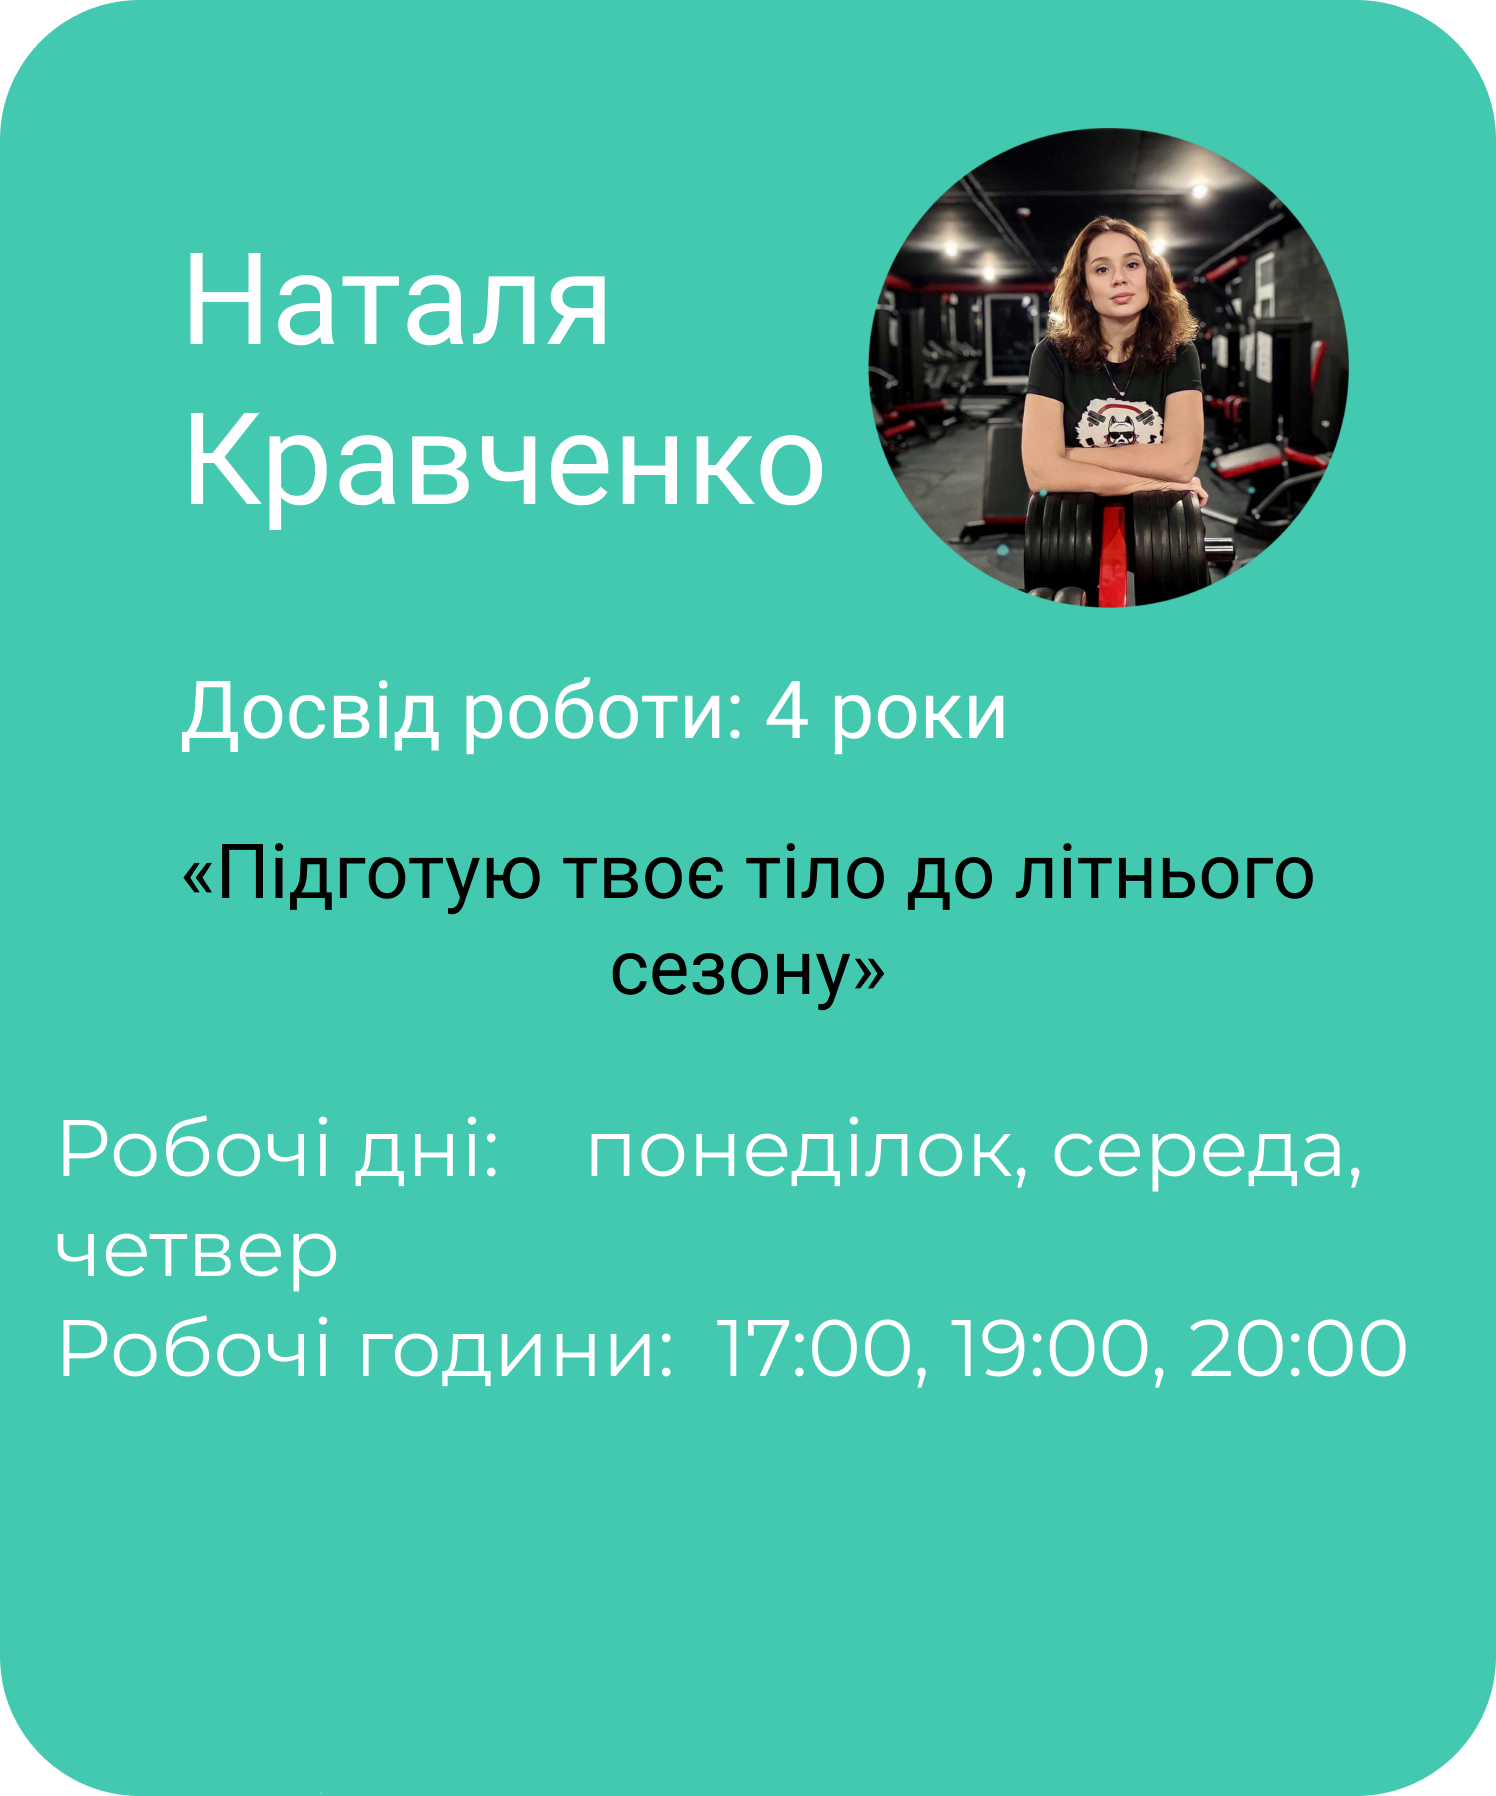 Наталя
Кравченко
Досвід роботи: 4 роки
«Підготую твоє тіло до літнього
сезону»
Робочі дні: понеділок, середа,
четвер
Робочі години: 17:00, 19:00, 20:00